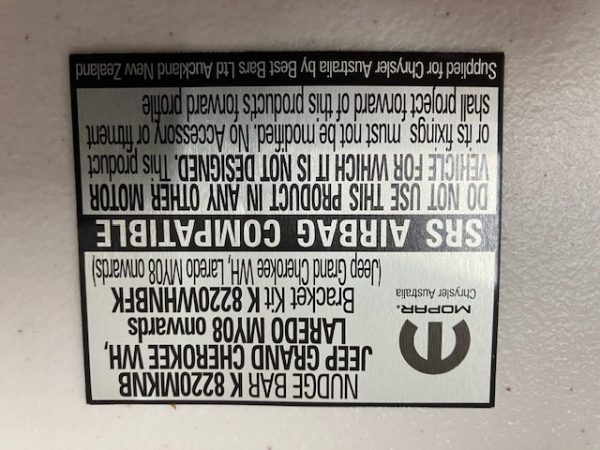 NUDGE BAR K 8220MKNB
JEEP GRAND CHEROKEE WH,
LAREDO MY08 onwards
Bracket Kit K 8220WHNBFK
(Jeep Grand Cherokee WH, Laredo MY08 onwards)
MOPAR.
Chrysler Australia
SRS AIRBAG COMPATIBLE
DO NOT USE THIS PRODUCT IN ANY OTHER MOTOR
VEHICLE FOR WHICH IT IS NOT DESIGNED. This product
or its fixings must not be modified. No Accessory or fitment
shall project forward of this product's forward profile
Supplied for Chrysler Australia by Best Bars Ltd Auckland New Zealand